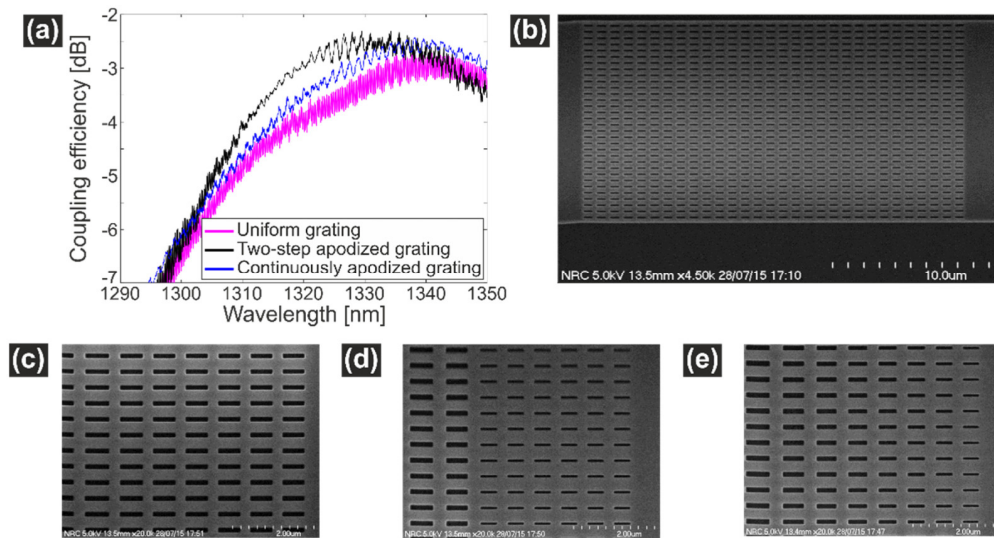 (a)
Coupling efficiency [dB]
-2
-3
-4
-5
-6
-7
Uniform grating
Two-step apodized grating
Continuously apodized grating
1290 1300 1310 1320 1330 1340 1350
Wavelength [nm]
(b)
NRC 5.0kV 13.5mm x4.50k 28/07/15 17:10
10.0um
(c)
NRC 5.0kV 13.5mm x20.0k 28/07/15 17:51
2.00um
(d)
NRC 5.0kV 13.5mm x20.0k 28/07/15 17:50
2.00um
(e)
NRC 5.0kV 13.4mm x20.0k 28/07/15 17:47
2.00um